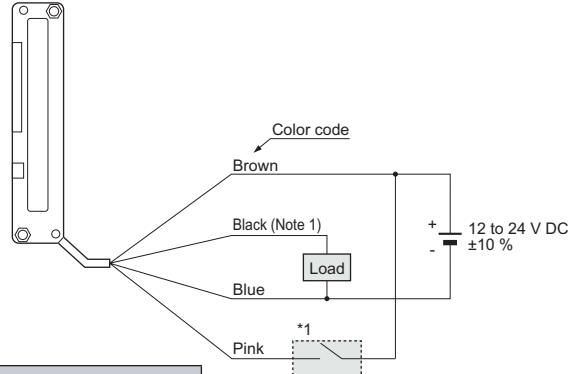 Color code
Brown
Black (Note 1)
+
12 to 24 V DC
±10 %
-
Load
Blue
*1
Pink